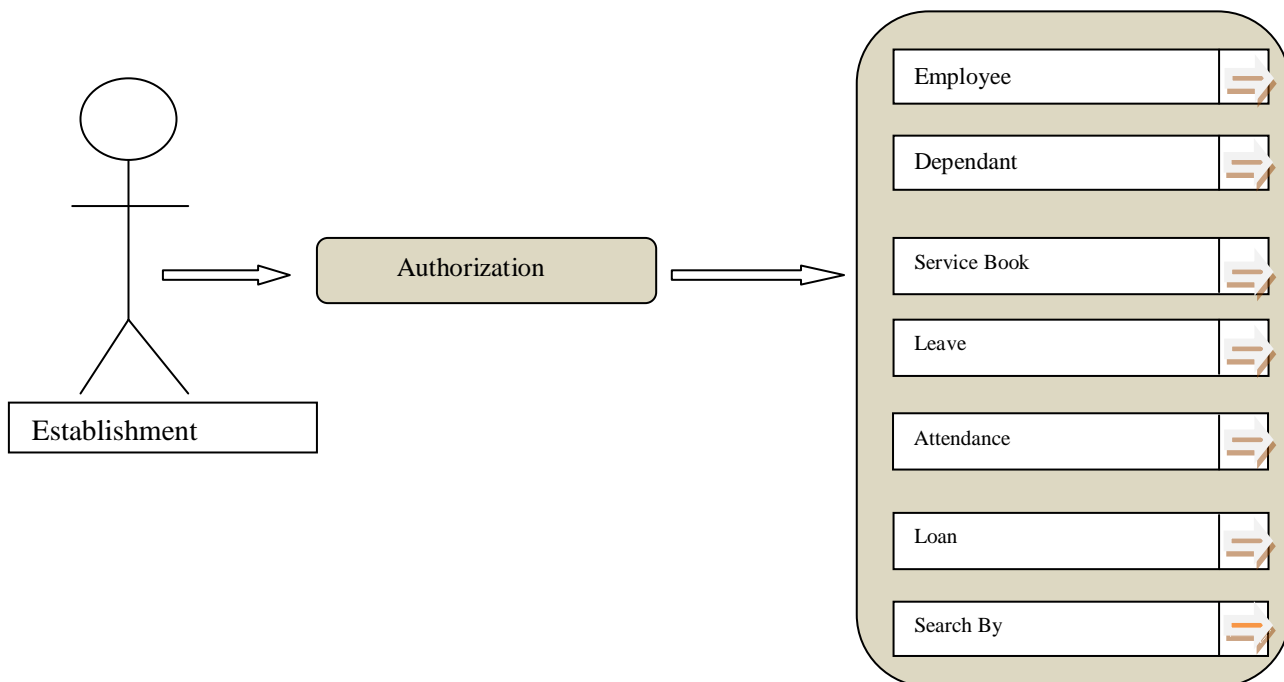 Employee
Dependant
Service Book
Authorization
Leave
Establishment
Attendance
Loan
Search By